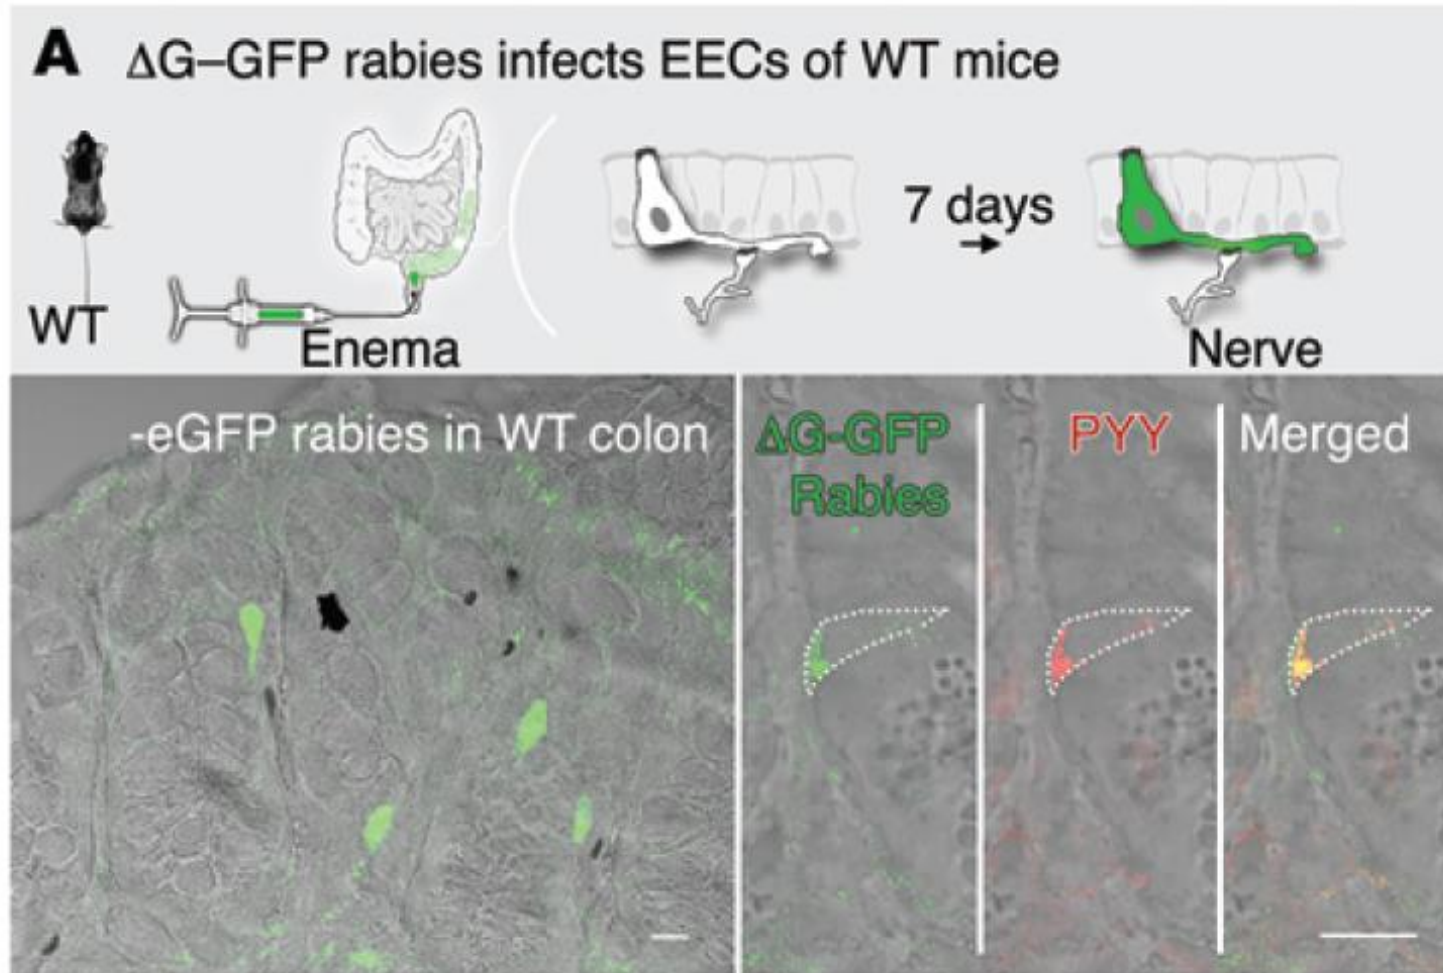 A ΔG–GFP rabies infects EECs of WT mice
7 days
WT
Enema
Nerve
-eGFP rabies in WT colon
ΔG-GFP
Rabies
PYY
Merged